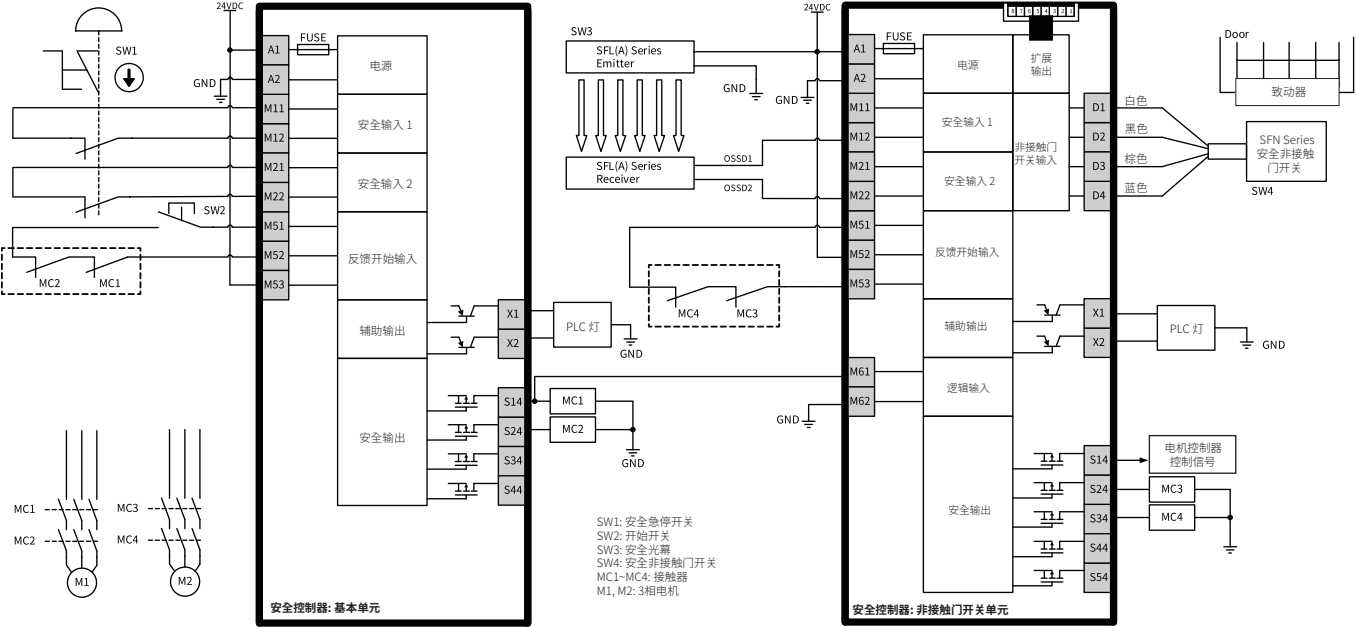 24VDC
SW1
GND
SW2
MC2
MC1
A1
A2
M11
M12
M21
M22
M51
M52
M53
FUSE
电源
安全输入 1
安全输入 2
反馈开始输入
辅助输出
安全输出
X1
X2
S14
S24
S34
S44
PLC 灯
GND
MC1
MC2
GND
安全控制器: 基本单元
MC1
MC2
M1
MC3
MC4
M2
SW3
SFL(A) Series
Emitter
GND
SFL(A) Series
Receiver
OSSD1
OSSD2
MC4
MC3
24VDC
GND
GND
A1
A2
M11
M12
M21
M22
M51
M52
M53
M61
M62
FUSE
8 7 6 5 4 3 2 1
电源
扩展
输出
安全输入 1
安全输入 2
非接触门
开关输入
反馈开始输入
辅助输出
逻辑输入
安全输出
D1
D2
D3
D4
白色
黑色
棕色
蓝色
Door
致动器
SFN Series
安全非接触
门开关
SW4
X1
X2
PLC 灯
GND
S14
S24
S34
S44
S54
电机控制器
控制信号
MC3
MC4
安全控制器: 非接触门开关单元
SW1: 安全急停开关
SW2: 开始开关
SW3: 安全光幕
SW4: 安全非接触门开关
MC1~MC4: 接触器
M1, M2: 3相电机